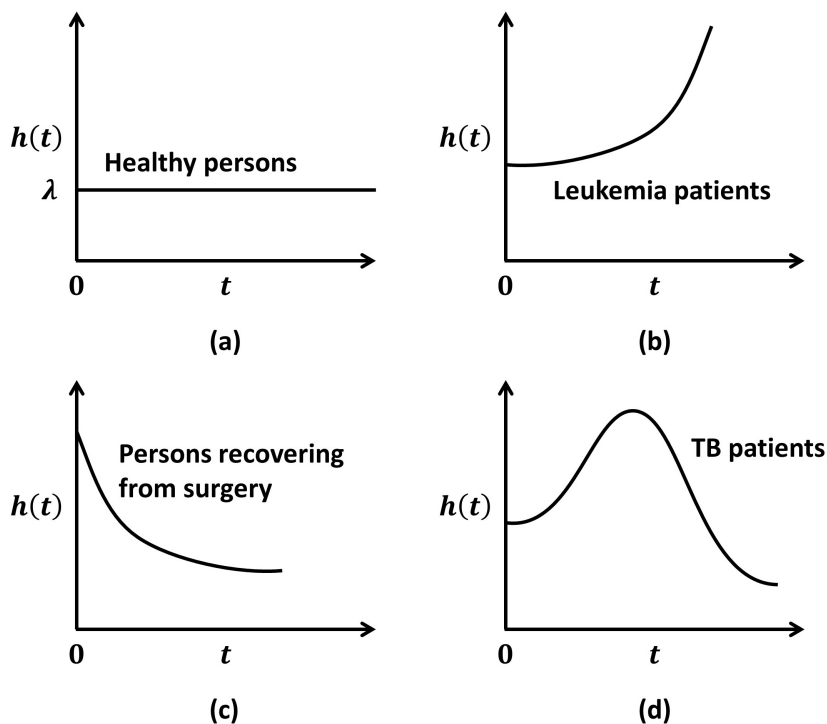 h(t)
Healthy persons
λ
0
t
(a)
h(t)
Leukemia patients
0
t
(b)
Persons recovering
from surgery
h(t)
0
t
(c)
TB patients
h(t)
0
t
(d)